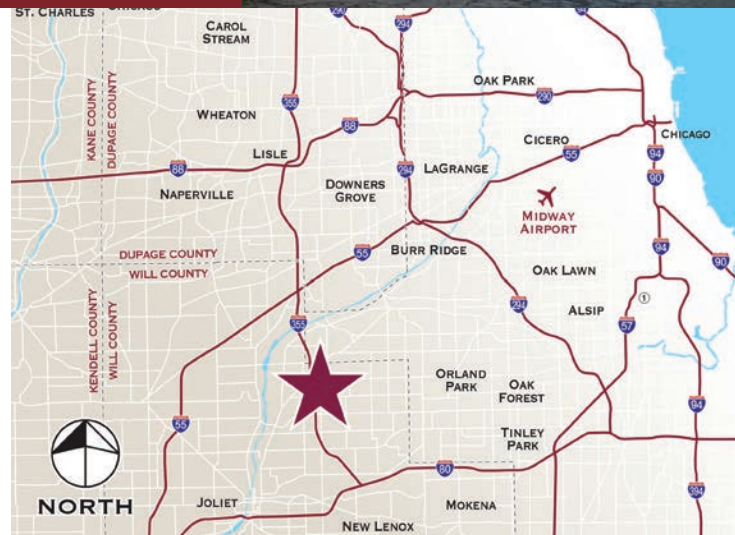 ST. CHARLES
CAROL
STREAM
290
294
OAK PARK
355
290
WHEATON
88
CICERO
CHICAGO
KANE COUNTY
DUPAGE COUNTY
LISLE
55
94
88
294
LAGRANGE
90
NAPERVILLE
DOWNERS
GROVE
MIDWAY
AIRPORT
DUPAGE COUNTY
WILL COUNTY
55
BURR RIDGE
94
90
OAK LAWN
294
ALSIP
1
57
355
KENDELL COUNTY
WILL COUNTY
ORLAND
PARK
OAK
FOREST
94
55
TINLEY
PARK
80
NORTH
JOLIET
MOKENA
394
NEW LENOX